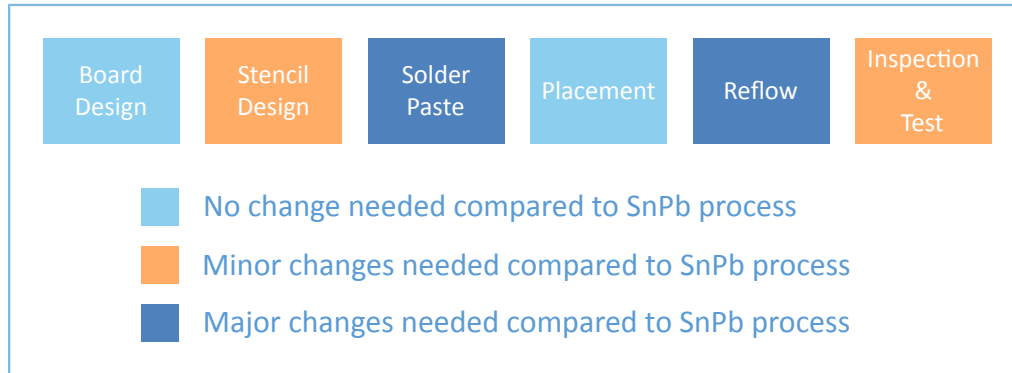 Board
Design
Stencil
Design
Solder
Paste
Placement
Reflow
Inspection
&
Test
No change needed compared to SnPb process
Minor changes needed compared to SnPb process
Major changes needed compared to SnPb process